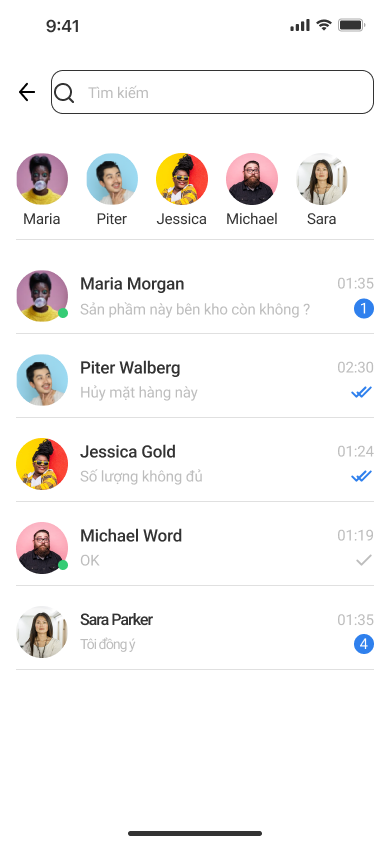 9:41
Tìm kiếm
Maria Piter Jessica Michael Sara
Maria Morgan 01:35
Sản phầm này bên kho còn không ? 1
Piter Walberg 02:30
Hủy mặt hàng này
Jessica Gold 01:24
Số lượng không đủ
Michael Word 01:19
OK
Sara Parker 01:35
Tôi đồng ý 4